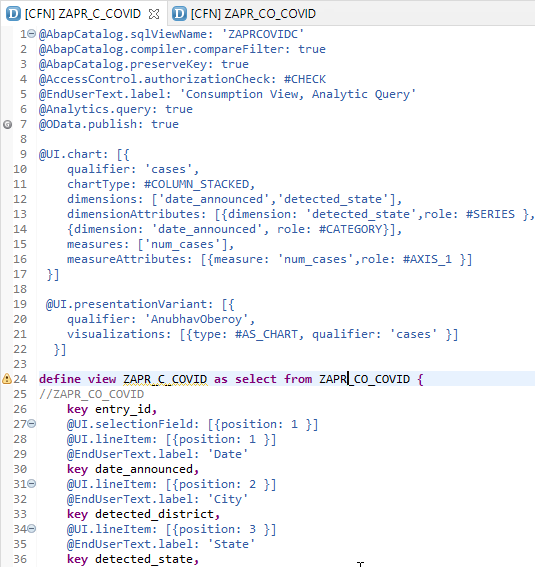 [CFN] ZAPR_C_COVID
[CFN] ZAPR_CO_COVID
1 @AbapCatalog.sqlViewName: 'ZAPRCOVIDC'
2 @AbapCatalog.compiler.compareFilter: true
3 @AbapCatalog.preserveKey: true
4 @AccessControl.authorizationCheck: #CHECK
5 @EndUserText.label: 'Consumption View, Analytic Query'
6 @Analytics.query: true
7 @OData.publish: true
8
9 @UI.chart: [{
10 qualifier: 'cases',
11 chartType: #COLUMN_STACKED,
12 dimensions: ['date_announced','detected_state'],
13 dimensionAttributes: [{dimension: 'detected_state',role: #SERIES },
14 {dimension: 'date_announced', role: #CATEGORY}],
15 measures: ['num_cases'],
16 measureAttributes: [{measure: 'num_cases',role: #AXIS_1 }]
17 }]
18
19 @UI.presentationVariant: [{
20 qualifier: 'AnubhavOberoy',
21 visualizations: [{type: #AS_CHART, qualifier: 'cases' }]
22 }]
23
24 define view ZAPR_C_COVID as select from ZAPR_CO_COVID {
25 //ZAPR_CO_COVID
26 key entry_id,
27 @UI.selectionField: [{position: 1 }]
28 @UI.lineItem: [{position: 1 }]
29 @EndUserText.label: 'Date'
30 key date_announced,
31 @UI.lineItem: [{position: 2 }]
32 @EndUserText.label: 'City'
33 key detected_district,
34 @UI.lineItem: [{position: 3 }]
35 @EndUserText.label: 'State'
36 key detected_state,